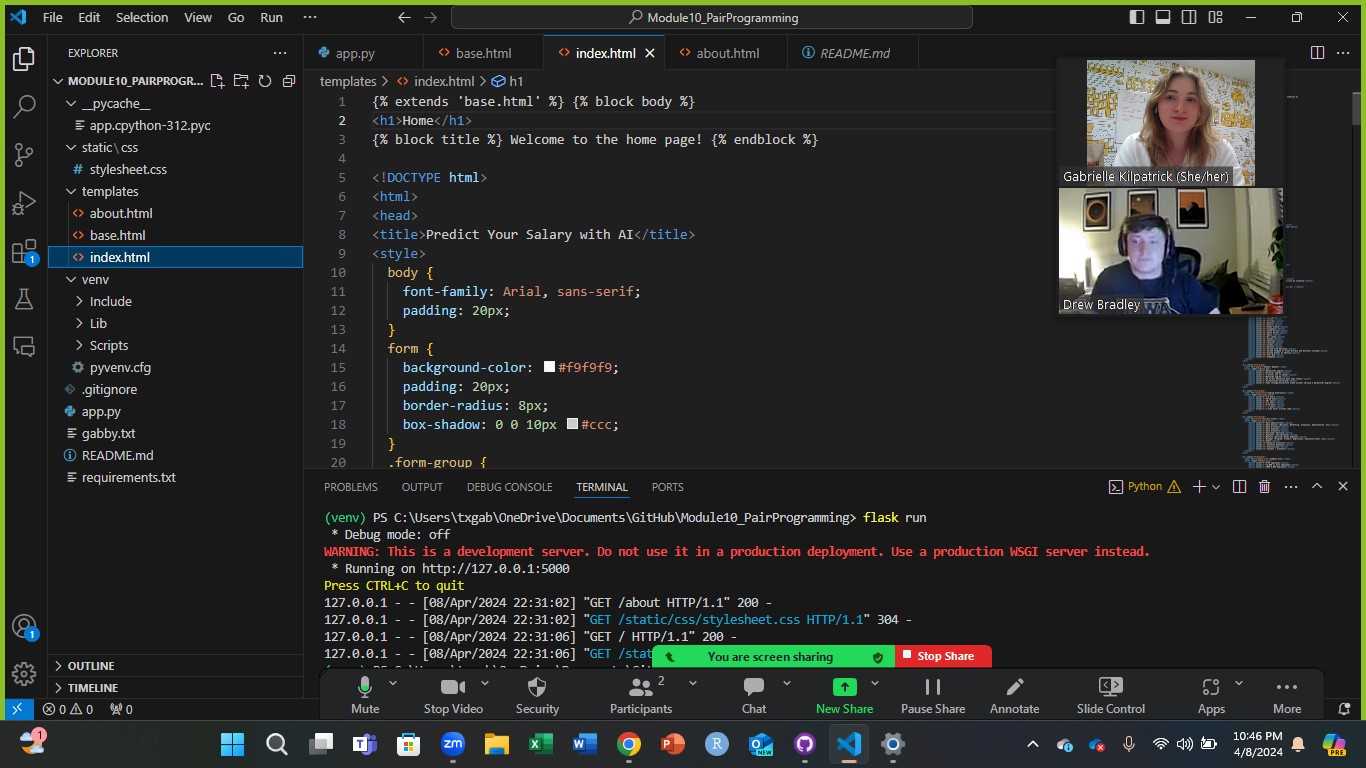 File Edit Selection View Go Run ··· Module10_PairProgramming
EXPLORER ···
MODULE10_PAIRPROGR...
__pycache__
app.cpython-312.pyc
static\css
# stylesheet.css
templates
<> about.html
<> base.html
<> index.html
venv
Include
Lib
Scripts
pyvenv.cfg
.gitignore
app.py
gabby.txt
README.md
requirements.txt
OUTLINE
TIMELINE
1
1
app.py <> base.html <> index.html <> about.html README.md
templates > <> index.html > h1
1 {% extends 'base.html' %} {% block body %}
2 <h1>Home</h1>
3 {% block title %} Welcome to the home page! {% endblock %}
4
5 <!DOCTYPE html>
6 <html>
7 <head>
8 <title>Predict Your Salary with AI</title>
9 <style>
10 body {
11 font-family: Arial, sans-serif;
12 padding: 20px;
13 }
14 form {
15 background-color: #f9f9f9;
16 padding: 20px;
17 border-radius: 8px;
18 box-shadow: 0 0 10px #ccc;
19 }
20 .form-group {
Gabrielle Kilpatrick (She/her)
Drew Bradley
PROBLEMS OUTPUT DEBUG CONSOLE TERMINAL PORTS Python
(venv) PS C:\Users\txgab\OneDrive\Documents\GitHub\Module10_PairProgramming> flask run
* Debug mode: off
WARNING: This is a development server. Do not use it in a production deployment. Use a production WSGI server instead.
* Running on http://127.0.0.1:5000
Press CTRL+C to quit
127.0.0.1 - - [08/Apr/2024 22:31:02] "GET /about HTTP/1.1" 200 -
127.0.0.1 - - [08/Apr/2024 22:31:02] "GET /static/css/stylesheet.css HTTP/1.1" 304 -
127.0.0.1 - - [08/Apr/2024 22:31:06] "GET / HTTP/1.1" 200 -
127.0.0.1 - - [08/Apr/2024 22:31:06] "GET /stat
You are screen sharing Stop Share
Mute Stop Video Security Participants 2 Chat New Share Pause Share Annotate Slide Control Apps More
0 0 0
1 zm NEW PRE
10:46 PM
4/8/2024